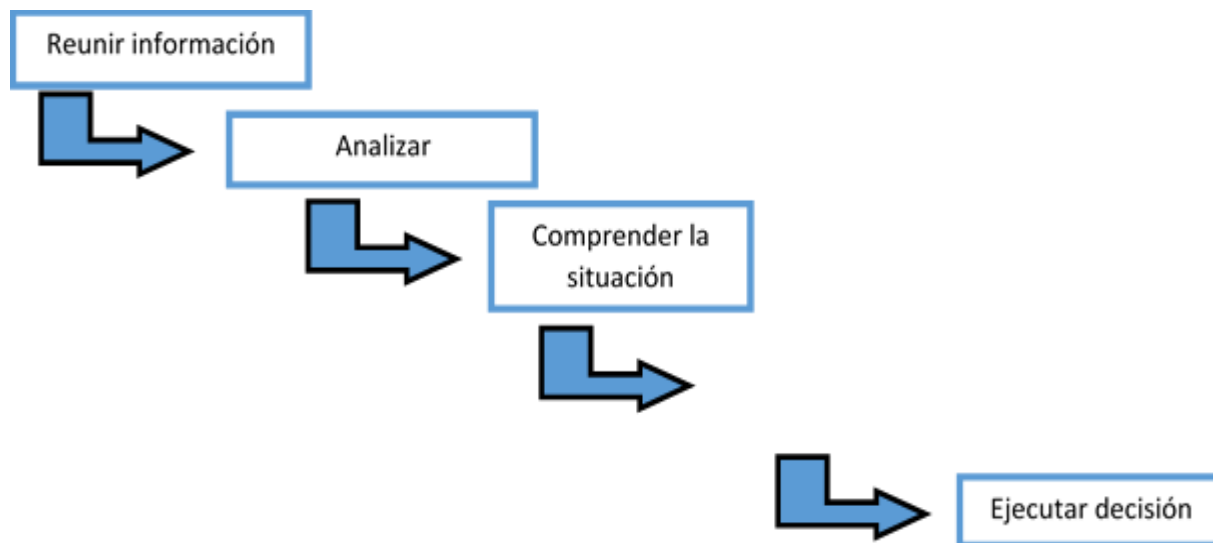 Reunir información
Analizar
Comprender la
situación
Ejecutar decisión